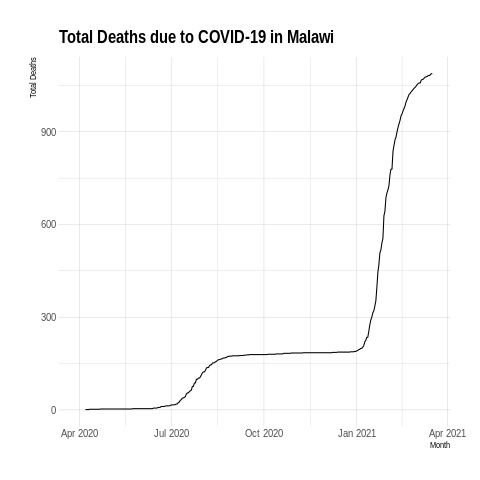 Total Deaths due to COVID-19 in Malawi
Total Deaths
900
600
300
0
Apr 2020
Jul 2020
Oct 2020
Jan 2021
Apr 2021
Month